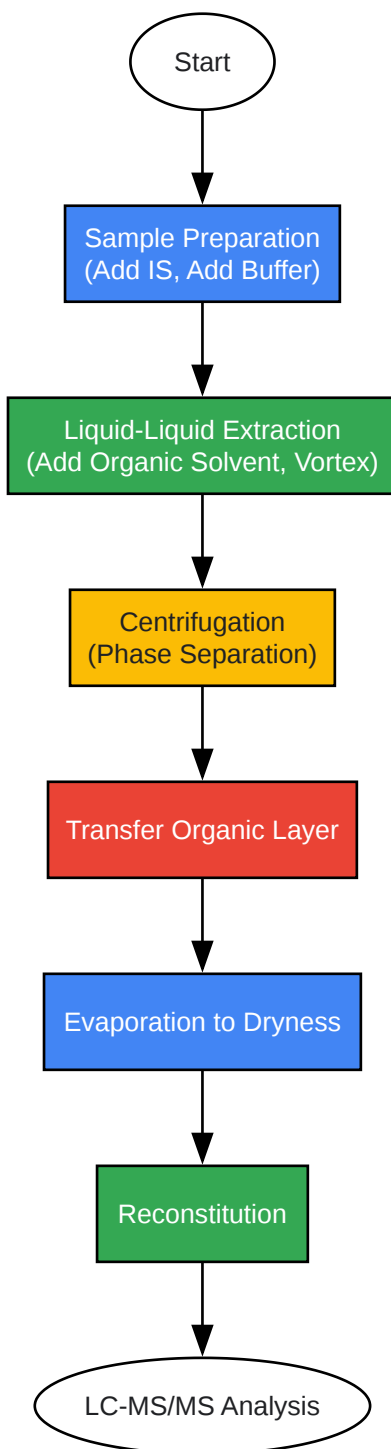 Start
Sample Preparation
(Add IS, Add Buffer)
Liquid-Liquid Extraction
(Add Organic Solvent, Vortex)
Centrifugation
(Phase Separation)
Transfer Organic Layer
Evaporation to Dryness
Reconstitution
LC-MS/MS Analysis